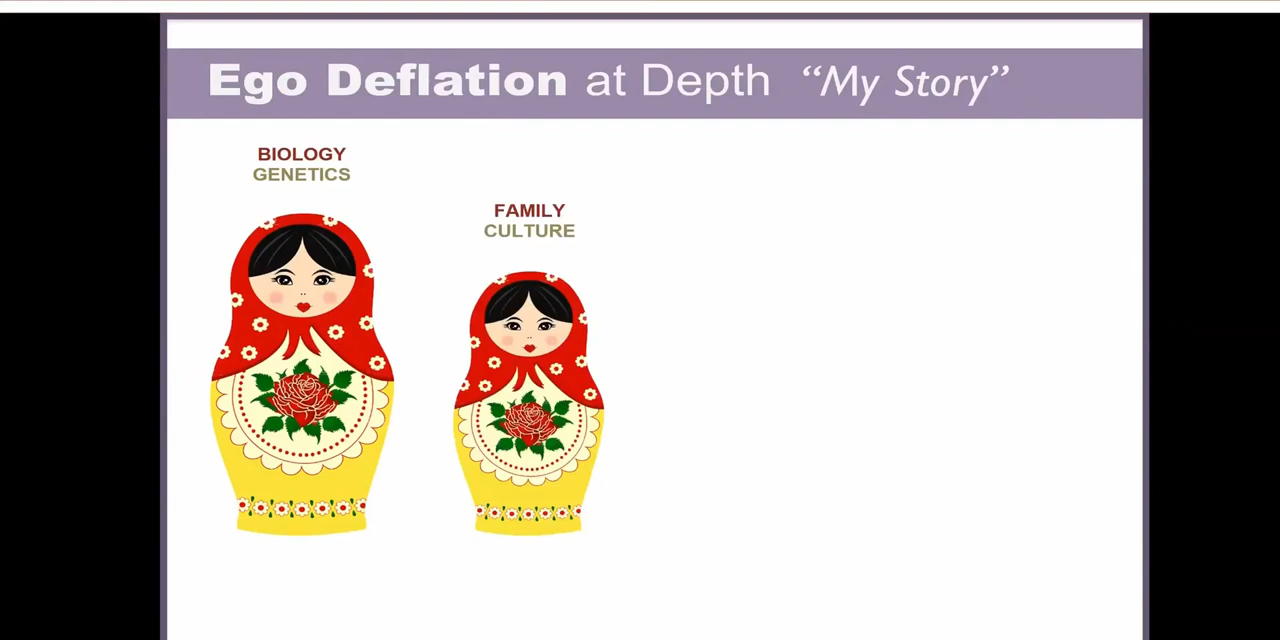 Ego Deflation at Depth “My Story”
BIOLOGY
GENETICS
FAMILY
CULTURE